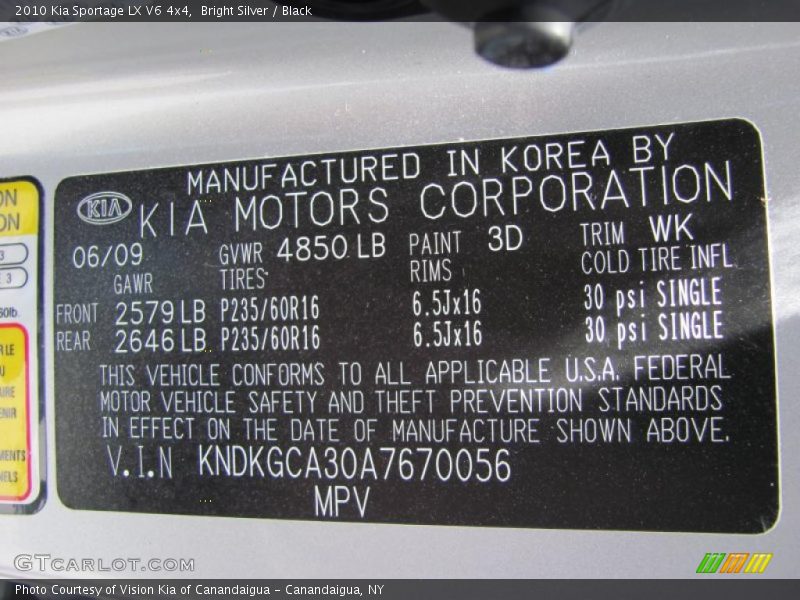 2010 Kia Sportage LX V6 4x4,  Bright Silver / Black
MANUFACTURED IN KOREA BY
KIA KIA MOTORS CORPORATION
06/09 GVWR 4850 LB PAINT 3D TRIM WK
GAWR TIRES RIMS COLD TIRE INFL
FRONT 2579 LB P235/60R16 6.5Jx16 30 psi SINGLE
REAR 2646 LB P235/60R16 6.5Jx16 30 psi SINGLE
THIS VEHICLE CONFORMS TO ALL APPLICABLE U.S.A. FEDERAL
MOTOR VEHICLE SAFETY AND THEFT PREVENTION STANDARDS
IN EFFECT ON THE DATE OF MANUFACTURE SHOWN ABOVE.
V.I.N KNDKGCA30A7670056
MPV
GTCARLOT.COM
Photo Courtesy of Vision Kia of Canandaigua - Canandaigua, NY